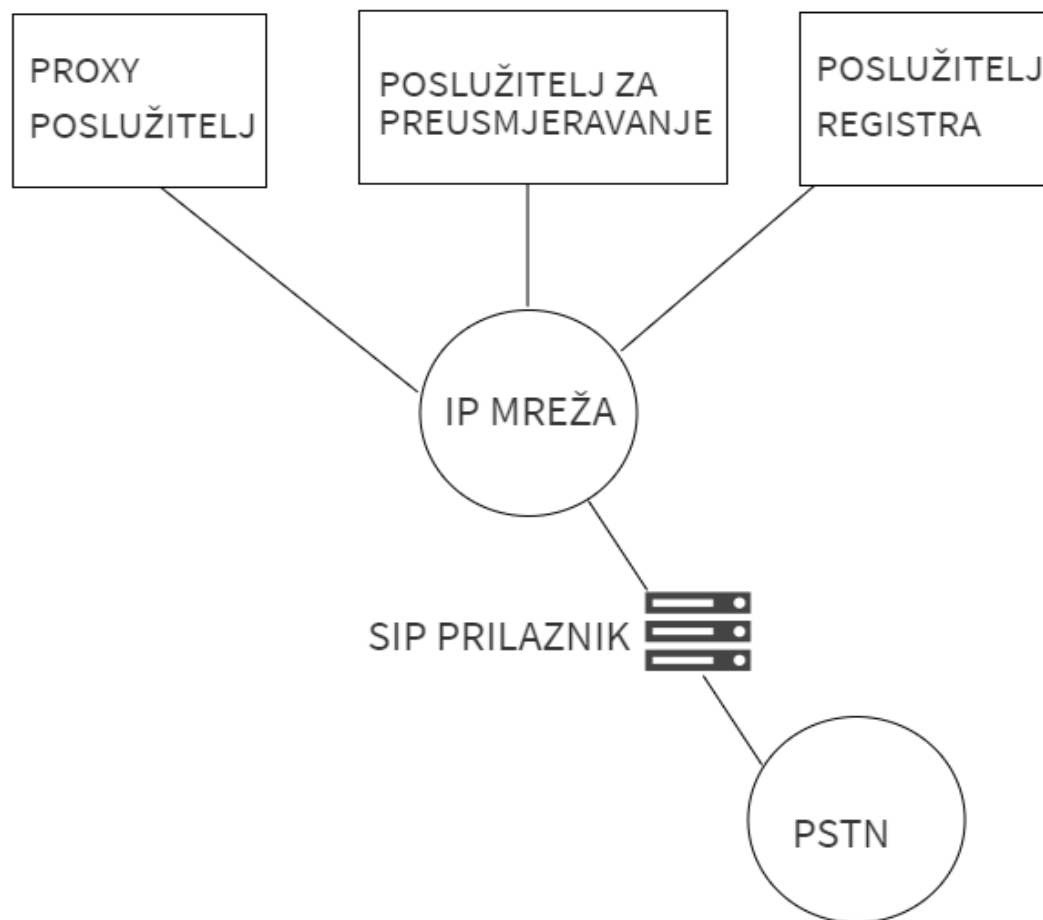 PROXY
POSLUŽITELJ
POSLUŽITELJ ZA
PREUSMJERAVANJE
POSLUŽITELJ
REGISTRA
IP MREŽA
SIP PRILAZNIK
PSTN